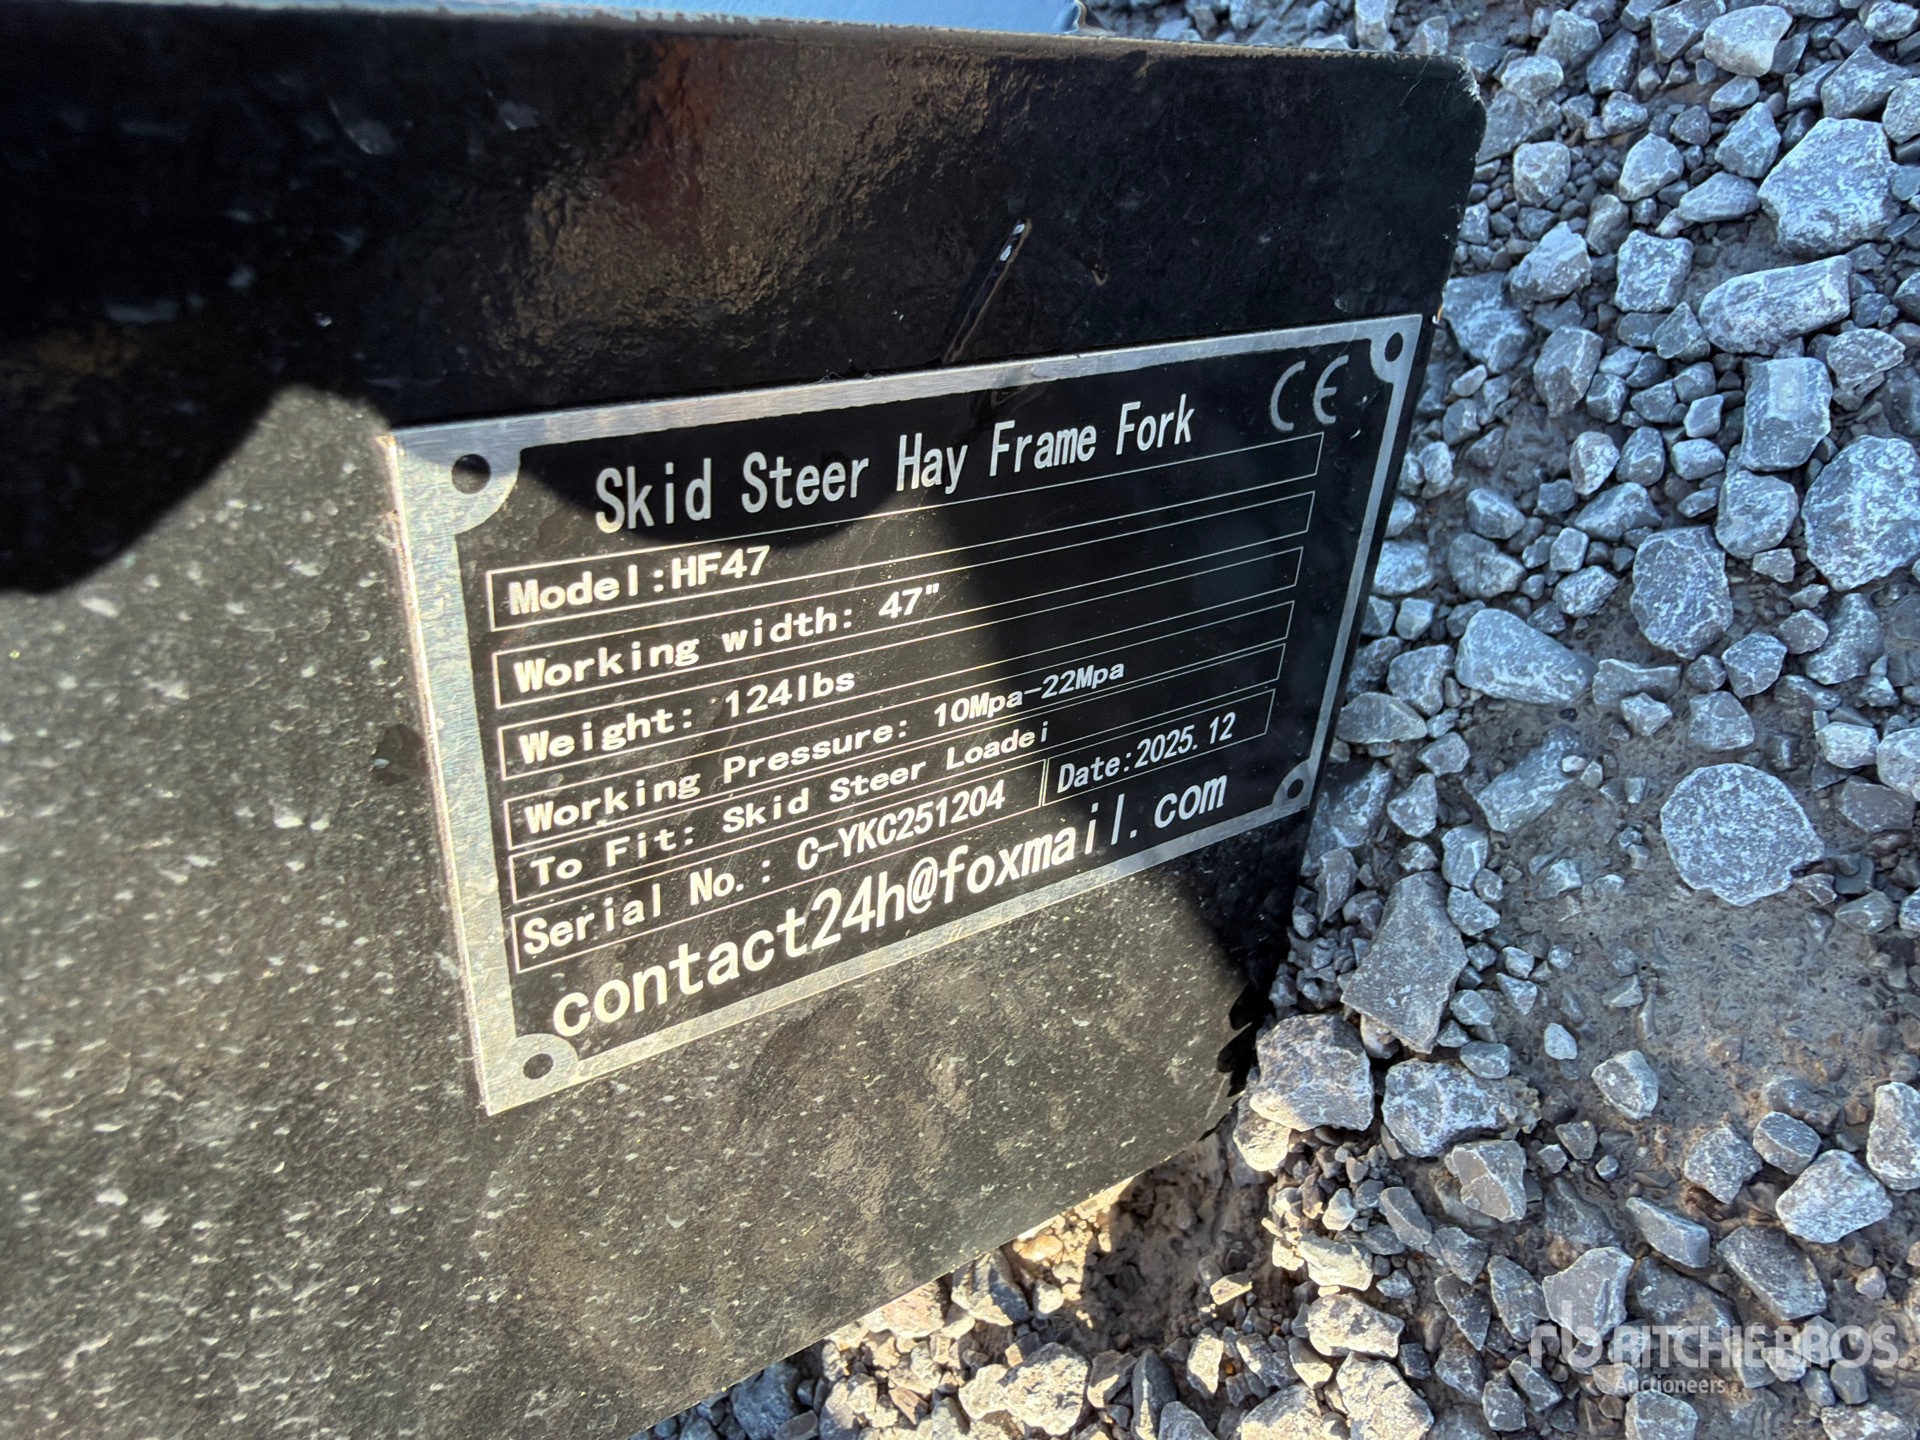 CE
Skid Steer Hay Frame Fork
Model:HF47
Working width: 47"
Weight: 124lbs
Working Pressure: 10Mpa-22Mpa
To Fit: Skid Steer Loadei
Serial No.: C-YKC251204 Date:2025.12
contact24h@foxmail.com
rb RITCHIE BROS.
Auctioneers